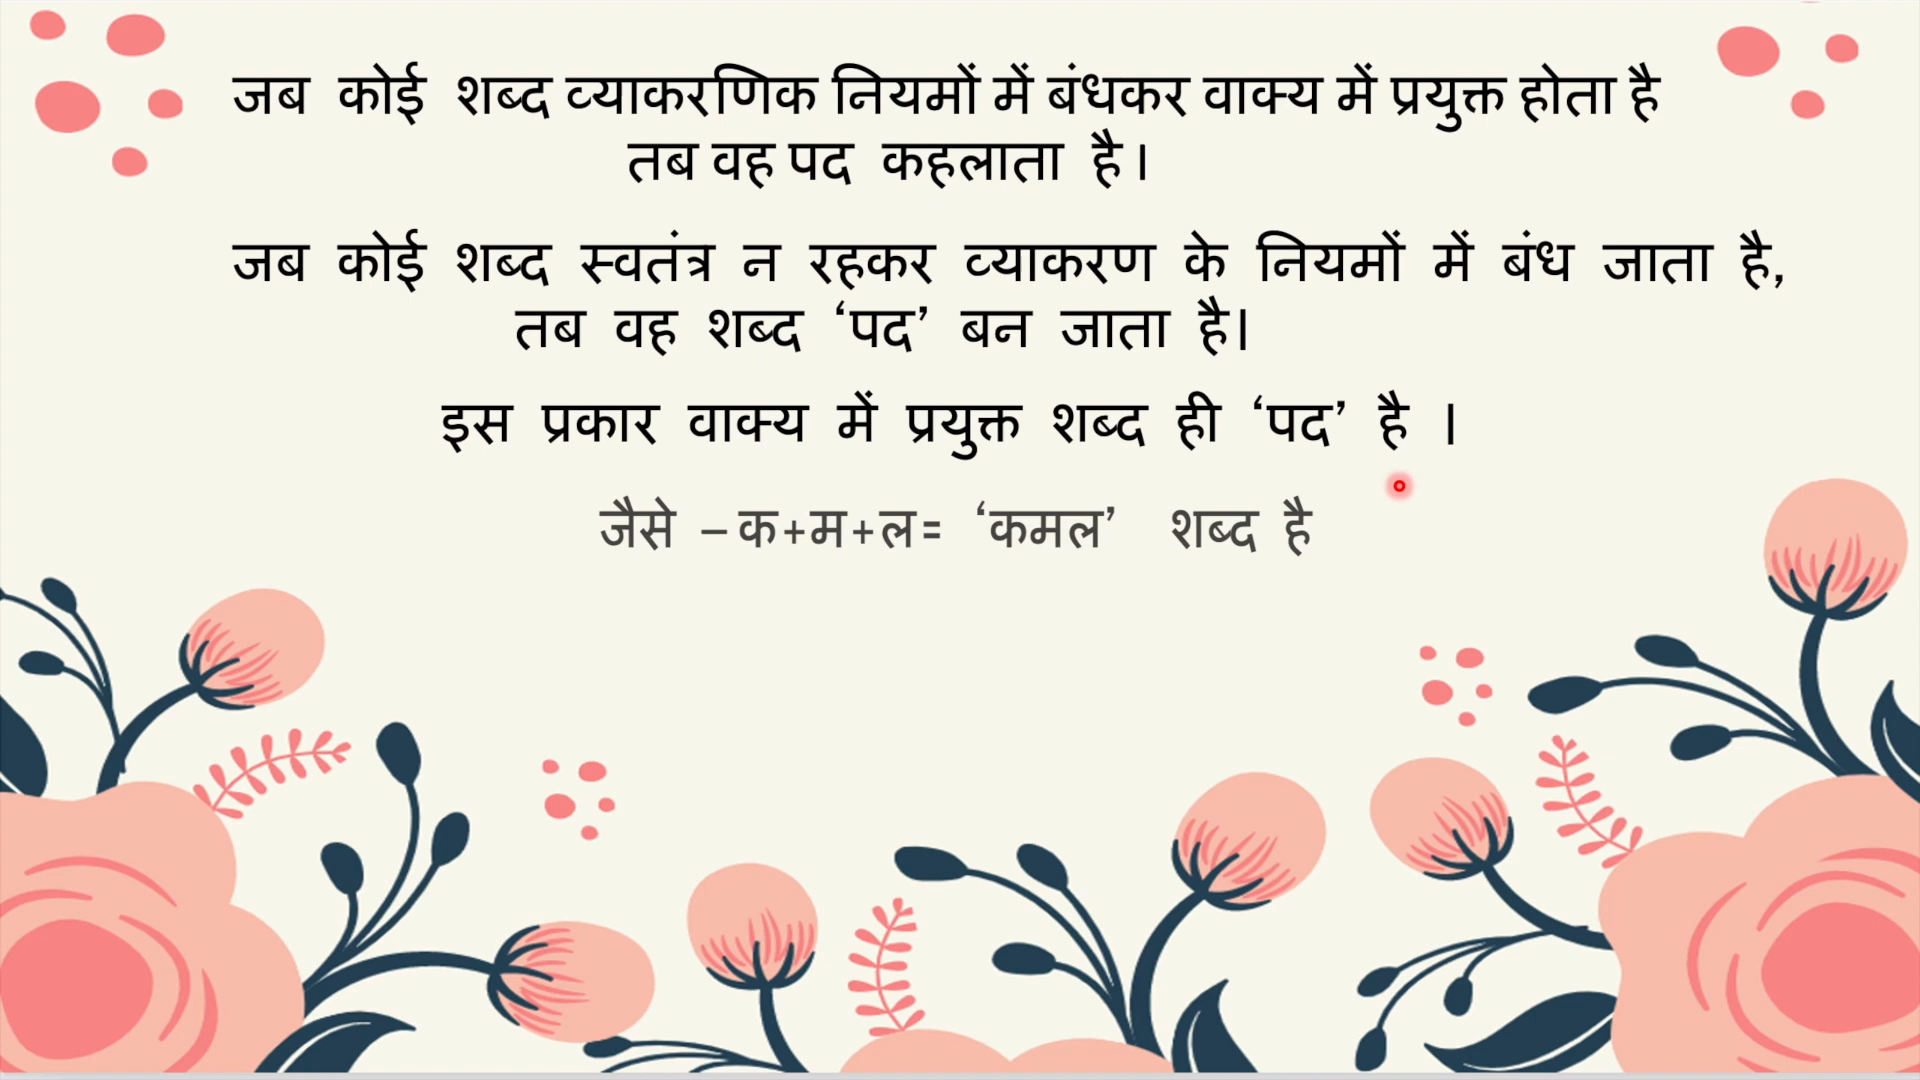 जब कोई शब्द व्याकरणिक नियमों में बंधकर वाक्य में प्रयुक्त होता है
तब वह पद कहलाता है।
जब कोई शब्द स्वतंत्र न रहकर व्याकरण के नियमों में बंध जाता है,
तब वह शब्द ‘पद’ बन जाता है।
इस प्रकार वाक्य में प्रयुक्त शब्द ही ‘पद’ है ।
जैसे – क+म+ल= ‘कमल’ शब्द है